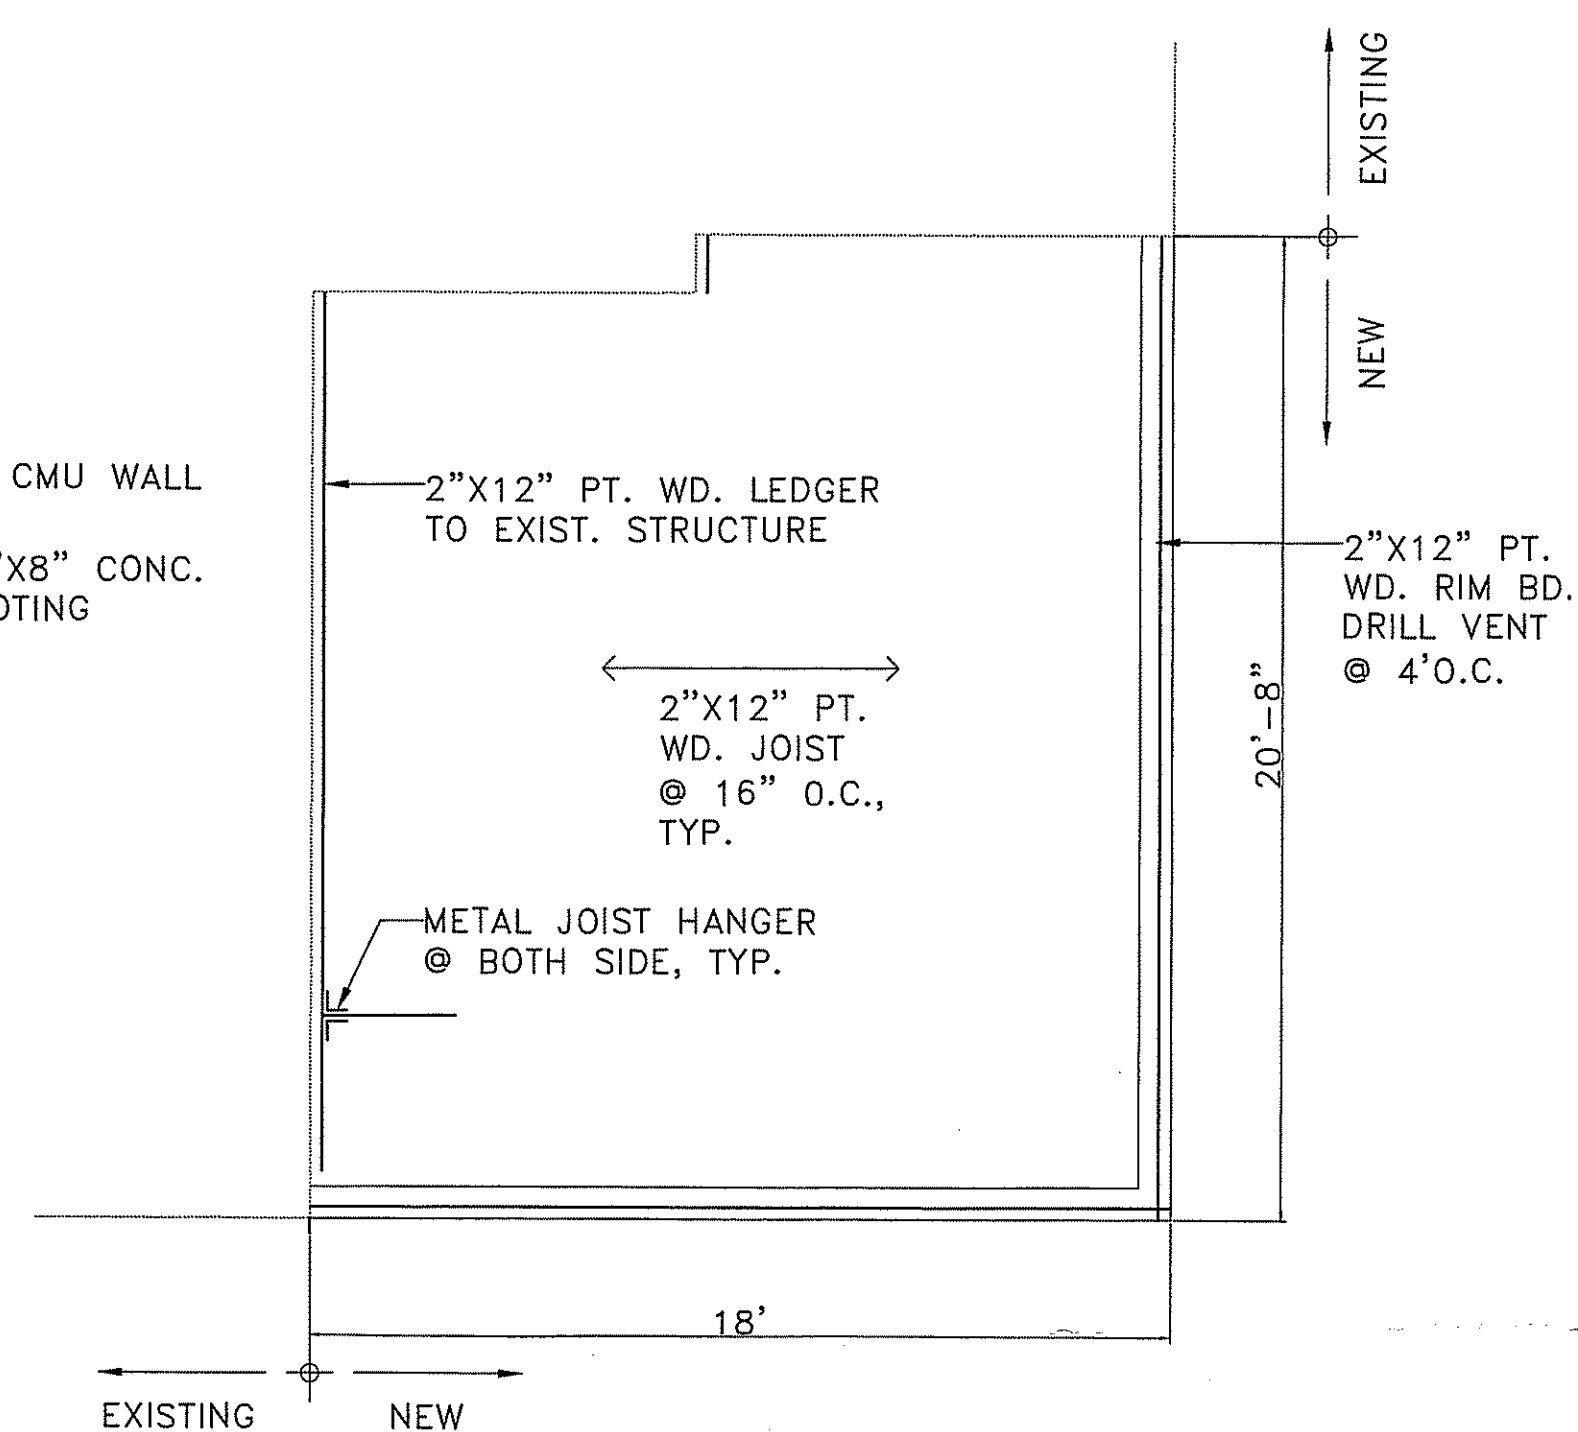 EXISTING
NEW
CMU WALL
"X8" CONC.
2"X12" PT. WD. LEDGER
TO EXIST. STRUCTURE
2"X12" PT.
WD. RIM BD.
DRILL VENT
@ 4'O.C.
20'-8"
2"X12" PT.
WD. JOIST
@ 16" O.C.,
TYP.
METAL JOIST HANGER
@ BOTH SIDE, TYP.
18'
EXISTING
NEW